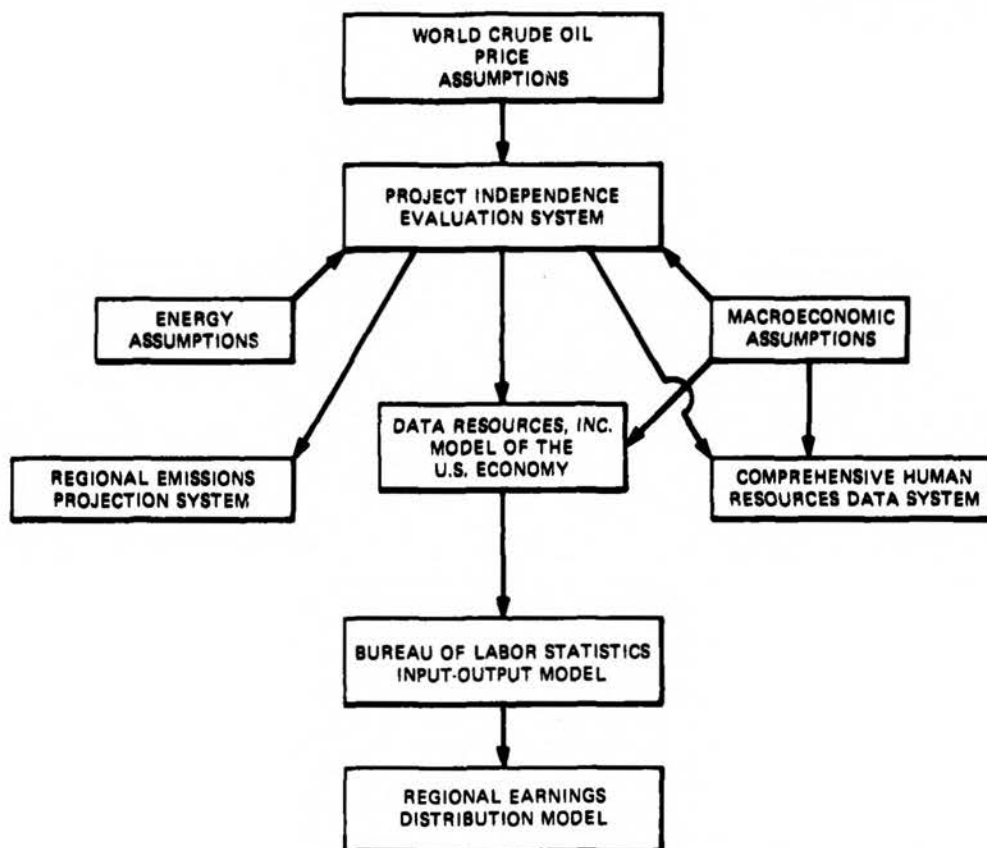 WORLD CRUDE OIL
PRICE
ASSUMPTIONS
PROJECT INDEPENDENCE
EVALUATION SYSTEM
ENERGY
ASSUMPTIONS
MACROECONOMIC
ASSUMPTIONS
DATA RESOURCES, INC.
MODEL OF THE
U.S. ECONOMY
REGIONAL EMISSIONS
PROJECTION SYSTEM
COMPREHENSIVE HUMAN
RESOURCES DATA SYSTEM
BUREAU OF LABOR STATISTICS
INPUT-OUTPUT MODEL
REGIONAL EARNINGS
DISTRIBUTION MODEL